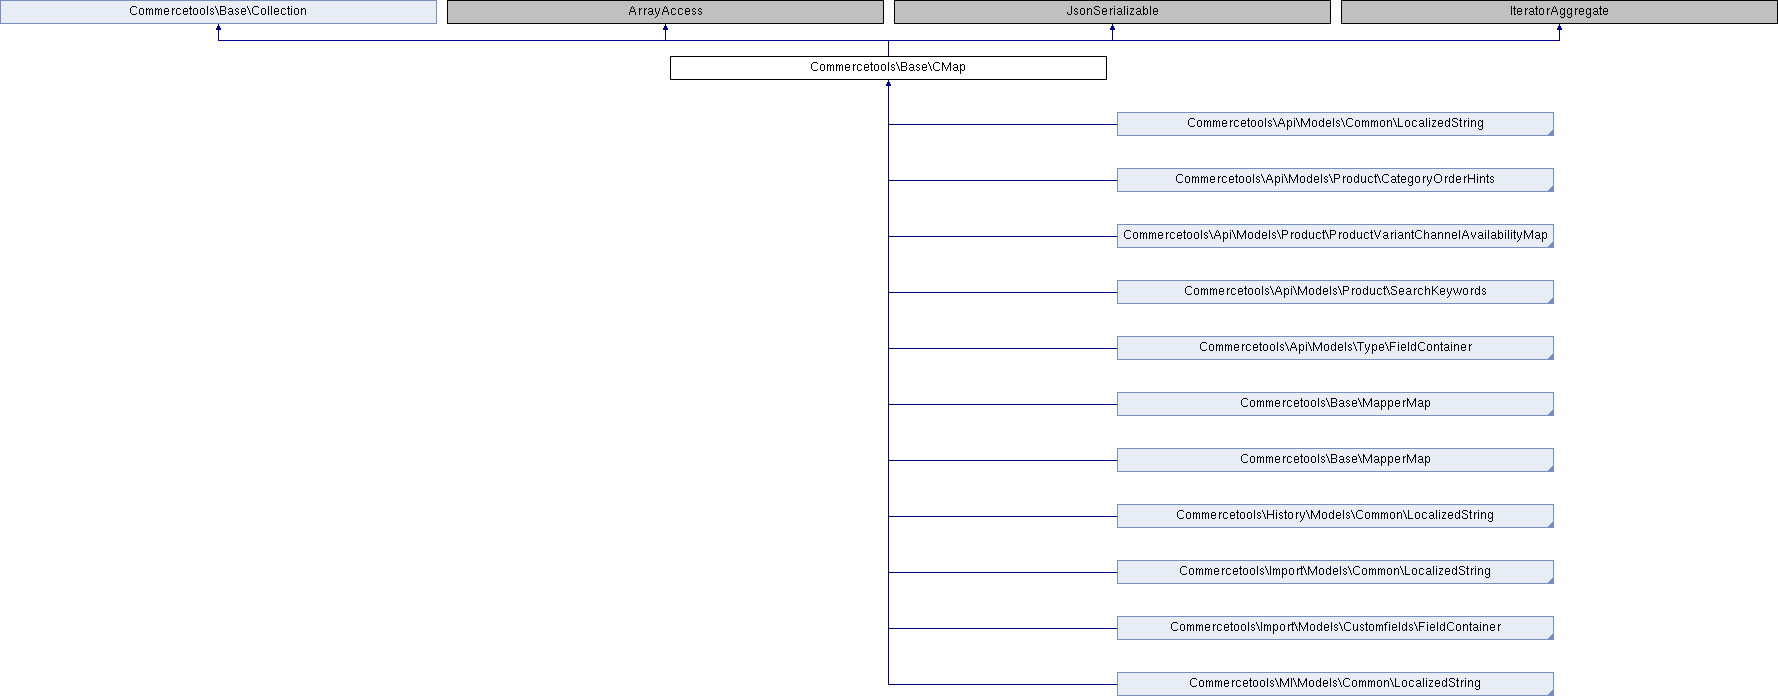 Commercetools\Base\Collection
ArrayAccess
JsonSerializable
IteratorAggregate
Commercetools\Base\CMap
Commercetools\Api\Models\Common\LocalizedString
Commercetools\Api\Models\Product\CategoryOrderHints
Commercetools\Api\Models\Product\ProductVariantChannelAvailabilityMap
Commercetools\Api\Models\Product\SearchKeywords
Commercetools\Api\Models\Type\FieldContainer
Commercetools\Base\MapperMap
Commercetools\Base\MapperMap
Commercetools\History\Models\Common\LocalizedString
Commercetools\Import\Models\Common\LocalizedString
Commercetools\Import\Models\Customfields\FieldContainer
Commercetools\Ml\Models\Common\LocalizedString